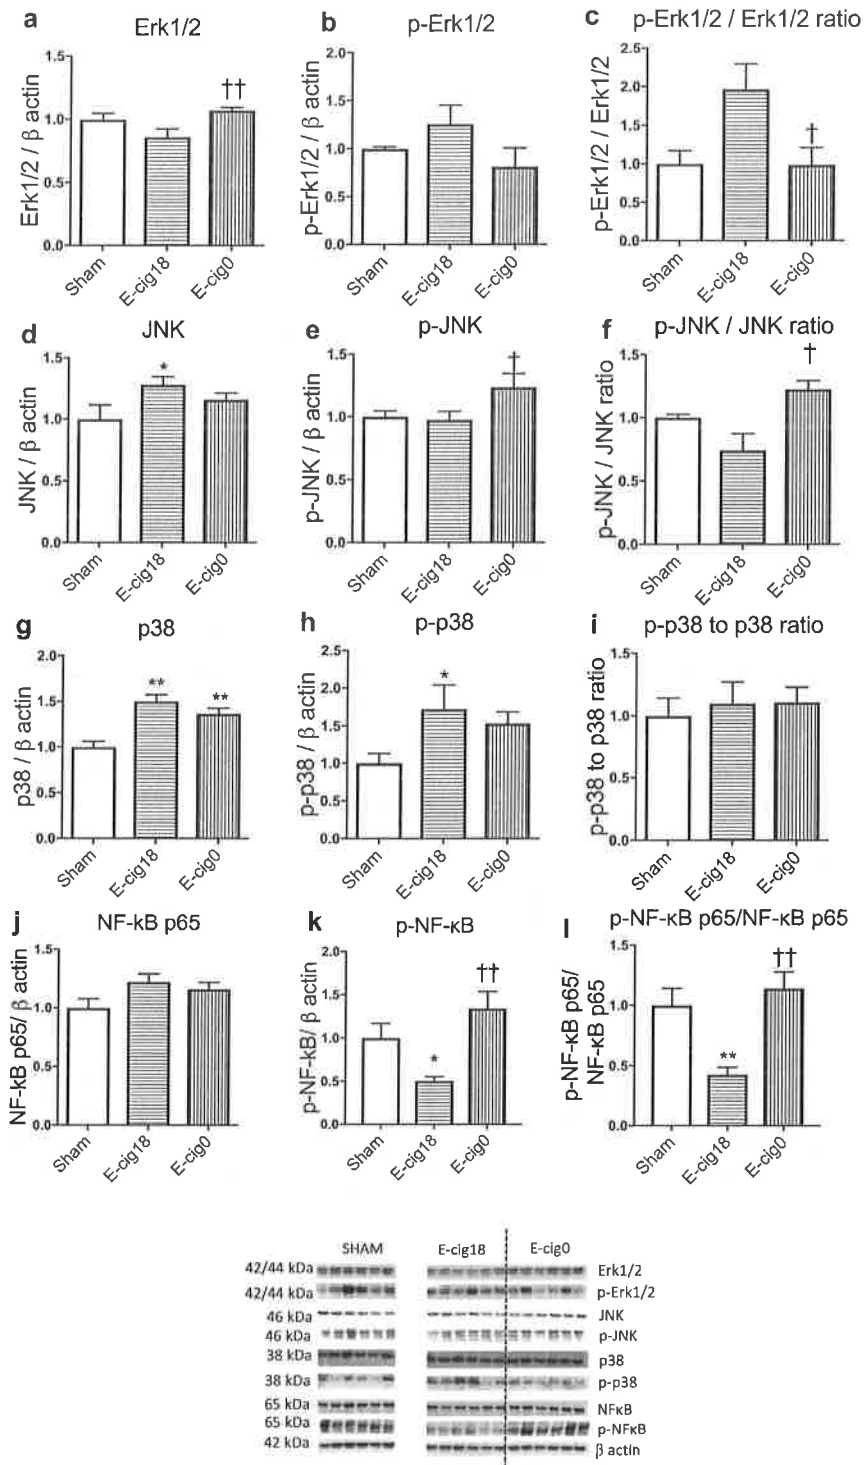 a
Erk1/2
Erk1/2 / β actin
1.5
1.0
0.5
0.0
††
Sham
E-cig18
E-cig0
b
p-Erk1/2
p-Erk1/2 / β actin
2.0
1.5
1.0
0.5
0.0
Sham
E-cig18
E-cig0
c
p-Erk1/2 / Erk1/2 ratio
p-Erk1/2 / Erk1/2
2.5
2.0
1.5
1.0
0.5
0.0
†
Sham
E-cig18
E-cig0
d
JNK
JNK / β actin
1.5
1.0
0.5
0.0
*
Sham
E-cig18
E-cig0
e
p-JNK
p-JNK / β actin
1.5
1.0
0.5
0.0
†
Sham
E-cig18
E-cig0
f
p-JNK / JNK ratio
p-JNK / JNK ratio
1.5
1.0
0.5
0.0
†
Sham
E-cig18
E-cig0
g
p38
p38 / β actin
2.0
1.5
1.0
0.5
0.0
**
**
Sham
E-cig18
E-cig0
h
p-p38
p-p38 / β actin
2.5
2.0
1.5
1.0
0.5
0.0
*
Sham
E-cig18
E-cig0
i
p-p38 to p38 ratio
p-p38 to p38 ratio
1.5
1.0
0.5
0.0
Sham
E-cig18
E-cig0
j
NF-kB p65
NF-kB p65/ β actin
1.5
1.0
0.5
0.0
Sham
E-cig18
E-cig0
k
p-NF-κB
p-NF-kB/ β actin
2.0
1.5
1.0
0.5
0.0
*
††
Sham
E-cig18
E-cig0
l
p-NF-κB p65/NF-κB p65
p-NF-κB p65/
NF-κB p65
1.5
1.0
0.5
0.0
**
††
Sham
E-cig18
E-cig0
SHAM E-cig18 E-cig0
42/44 kDa Erk1/2
42/44 kDa p-Erk1/2
46 kDa JNK
46 kDa p-JNK
38 kDa p38
38 kDa p-p38
65 kDa NFκB
65 kDa p-NFκB
42 kDa β actin